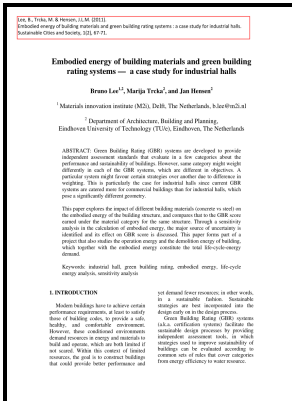 Lee, B., Trcka, M. & Hensen, J.L.M. (2011).
Embodied energy of building materials and green building rating systems : a case study for industrial halls.
Sustainable Cities and Society, 1(2), 67-71.
Embodied energy of building materials and green building
rating systems — a case study for industrial halls
Bruno Lee1,2, Marija Trcka2, and Jan Hensen2
1 Materials innovation institute (M2i), Delft, The Netherlands, b.lee@m2i.nl
2 Department of Architecture, Building and Planning,
Eindhoven University of Technology (TU/e), Eindhoven, The Netherlands
ABSTRACT: Green Building Rating (GBR) systems are developed to provide
independent assessment standards that evaluate in a few categories about the
performance and sustainability of buildings. However, same category might weight
differently in each of the GBR systems, which are different in objectives. A
particular system might favor certain strategies over another due to difference in
weighting. This is particularly the case for industrial halls since current GBR
systems are catered more for commercial buildings than for industrial halls, which
pose a significantly different geometry.
This paper explores the impact of different building materials (concrete vs steel) on
the embodied energy of the building structure, and compares that to the GBR score
earned under the material category for the same structure. Through a sensitivity
analysis in the calculation of embodied energy, the major source of uncertainty is
identified and its effect on GBR score is discussed. This paper forms part of a
project that also studies the operation energy and the demolition energy of building,
which together with the embodied energy constitute the total life-cycle-energy
demand.
Keywords: industrial hall, green building rating, embodied energy, life-cycle
energy analysis, sensitivity analysis
1. INTRODUCTION
Modern buildings have to achieve certain
performance requirements, at least to satisfy
those of building codes, to provide a safe,
healthy, and comfortable environment.
However, these conditioned environments
demand resources in energy and materials to
build and operate, which are both limited if
not scared. Within this context of limited
resources, the goal is to construct buildings
that could provide better performance and
yet demand fewer resources; in other words,
in a sustainable fashion. Sustainable
strategies are best incorporated into the
design early on in the design process.
Green Building Rating (GBR) systems
(a.k.a. certification systems) facilitate the
sustainable design processes by providing
independent assessment tools, in which
strategies used to improve sustainability of
buildings can be evaluated according to
common sets of rules that cover categories
from energy efficiency to water resource.